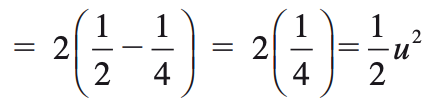 = 2(1/2 − 1/4) = 2(1/4) = 1/2 u²